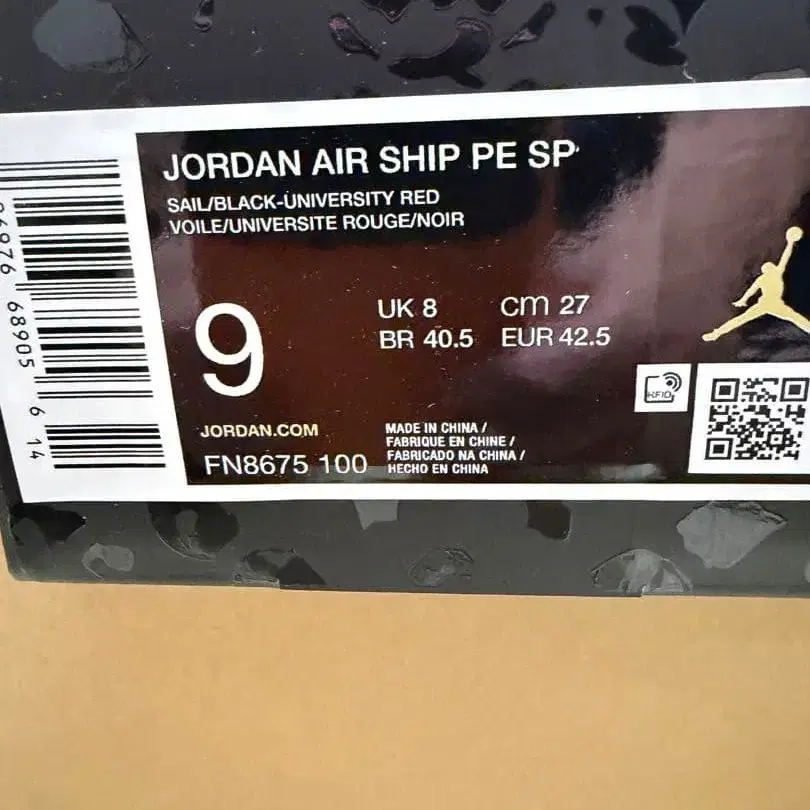 JORDAN AIR SHIP PE SP
SAIL/BLACK-UNIVERSITY RED
VOILE/UNIVERSITE ROUGE/NOIR
9
UK 8 cm 27
BR 40.5 EUR 42.5
RFID
JORDAN.COM
FN8675 100
MADE IN CHINA /
FABRIQUE EN CHINE /
FABRICADO NA CHINA /
HECHO EN CHINA
68905 6 14